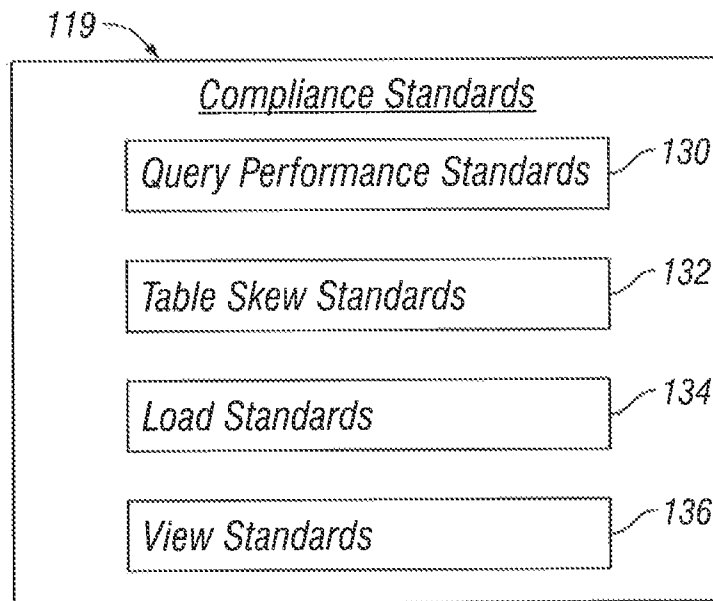 119
Compliance Standards
Query Performance Standards
130
Table Skew Standards
132
Load Standards
134
View Standards
136